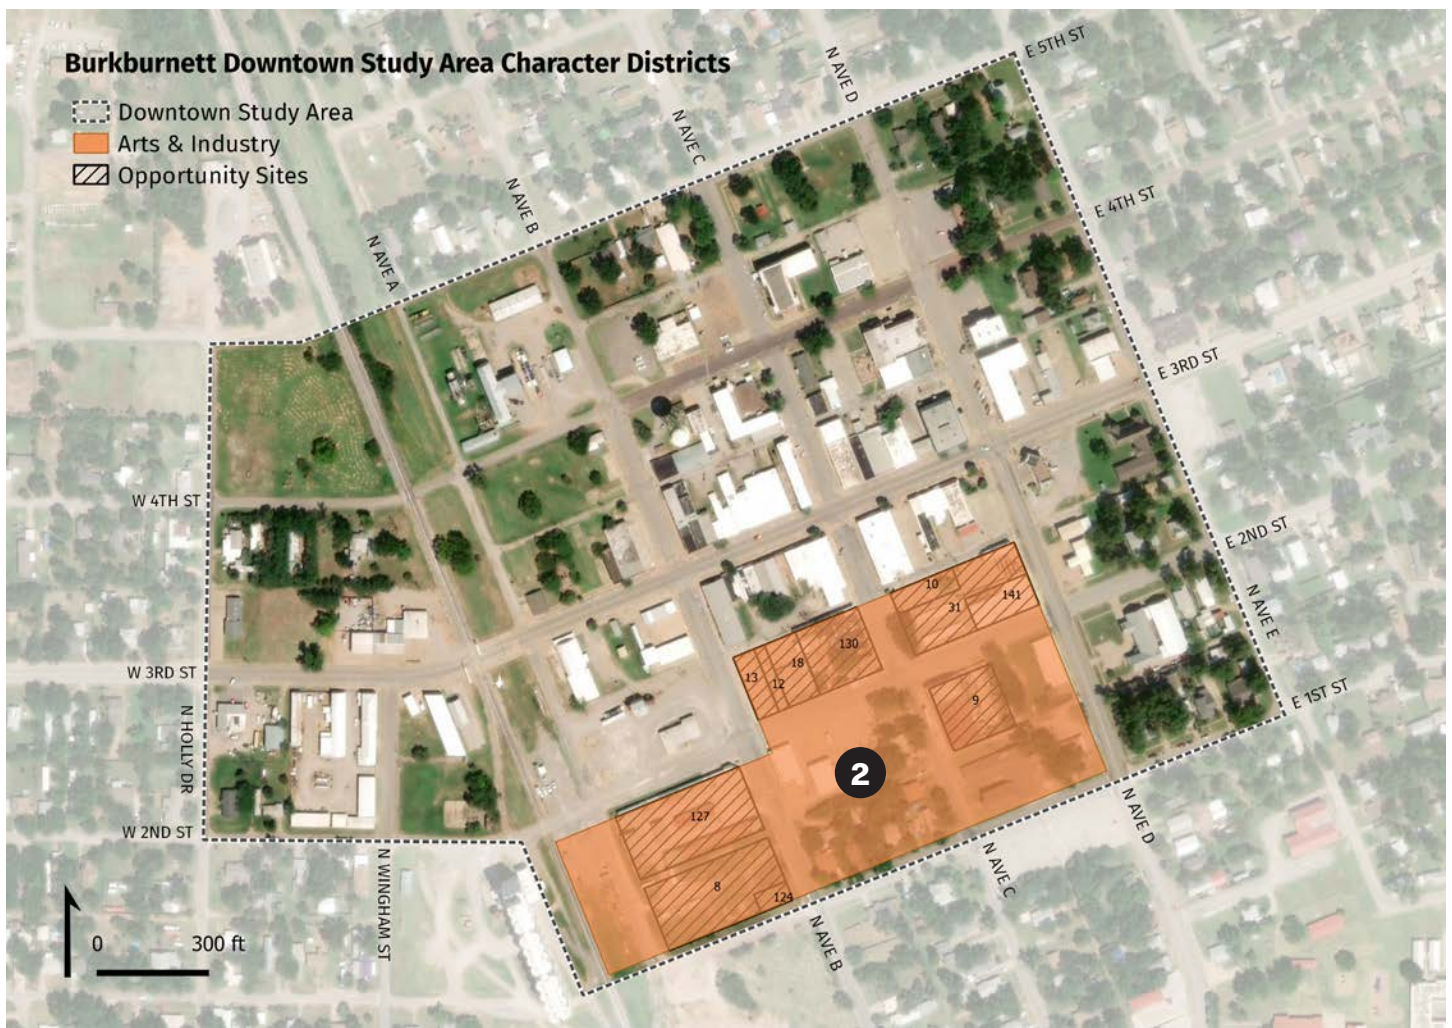 Burkburnett Downtown Study Area Character Districts
Downtown Study Area
Arts & Industry
Opportunity Sites
E 5TH ST
N AVE D
N AVE C
N AVE B
N AVE A
E 4TH ST
E 3RD ST
W 4TH ST
E 2ND ST
N AVE E
10
31
141
130
18
13
12
W 3RD ST
9
E 1ST ST
N HOLLY DR
2
127
W 2ND ST
N AVE D
8
124
N AVE C
N WINGHAM ST
N AVE B
0
300 ft